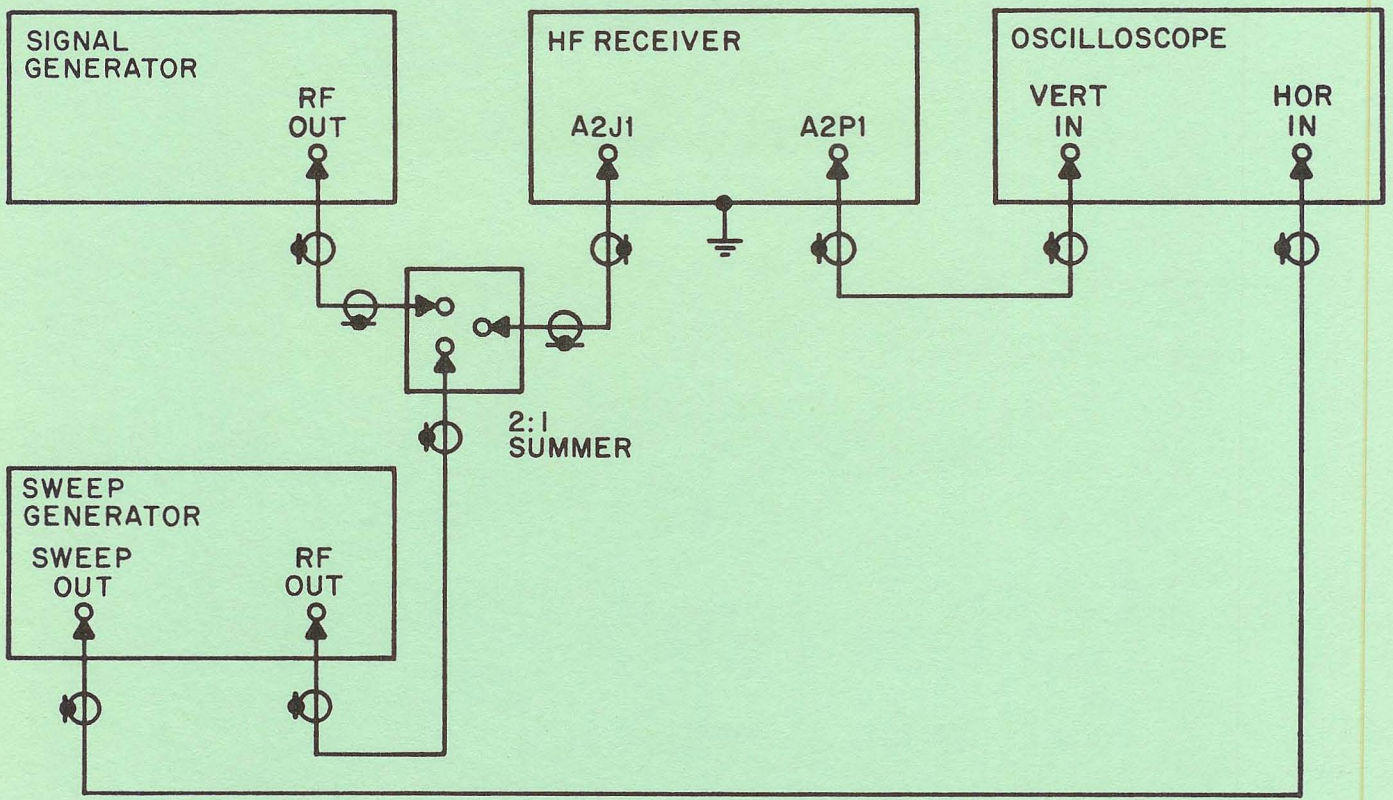 SIGNAL
GENERATOR
RF
OUT
HF RECEIVER
A2J1
A2P1
OSCILLOSCOPE
VERT
IN
HOR
IN
2:1
SUMMER
SWEEP
GENERATOR
SWEEP
OUT
RF
OUT